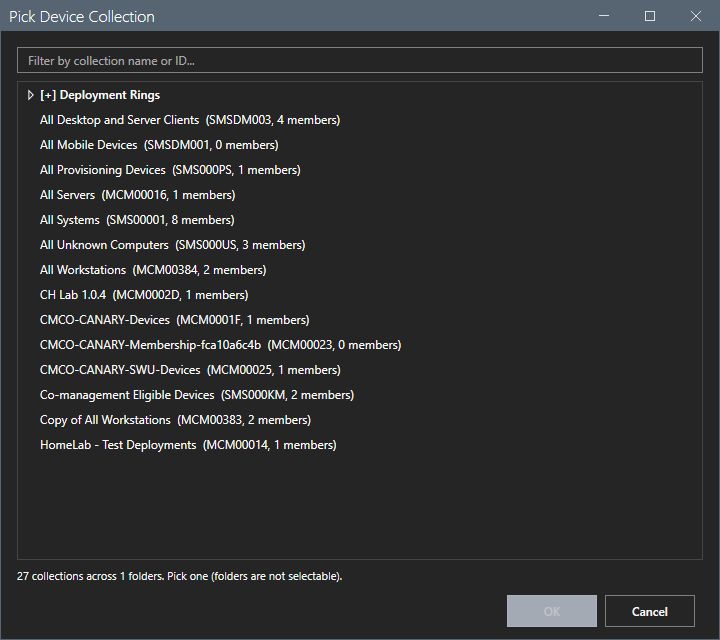 Pick Device Collection
Filter by collection name or ID...
[+] Deployment Rings
All Desktop and Server Clients (SMSDM003, 4 members)
All Mobile Devices (SMSDM001, 0 members)
All Provisioning Devices (SMS000PS, 1 members)
All Servers (MCM00016, 1 members)
All Systems (SMS00001, 8 members)
All Unknown Computers (SMS000US, 3 members)
All Workstations (MCM00384, 2 members)
CH Lab 1.0.4 (MCM0002D, 1 members)
CMCO-CANARY-Devices (MCM0001F, 1 members)
CMCO-CANARY-Membership-fca10a6c4b (MCM00023, 0 members)
CMCO-CANARY-SWU-Devices (MCM00025, 1 members)
Co-management Eligible Devices (SMS000KM, 2 members)
Copy of All Workstations (MCM00383, 2 members)
HomeLab - Test Deployments (MCM00014, 1 members)
27 collections across 1 folders. Pick one (folders are not selectable).
OK Cancel